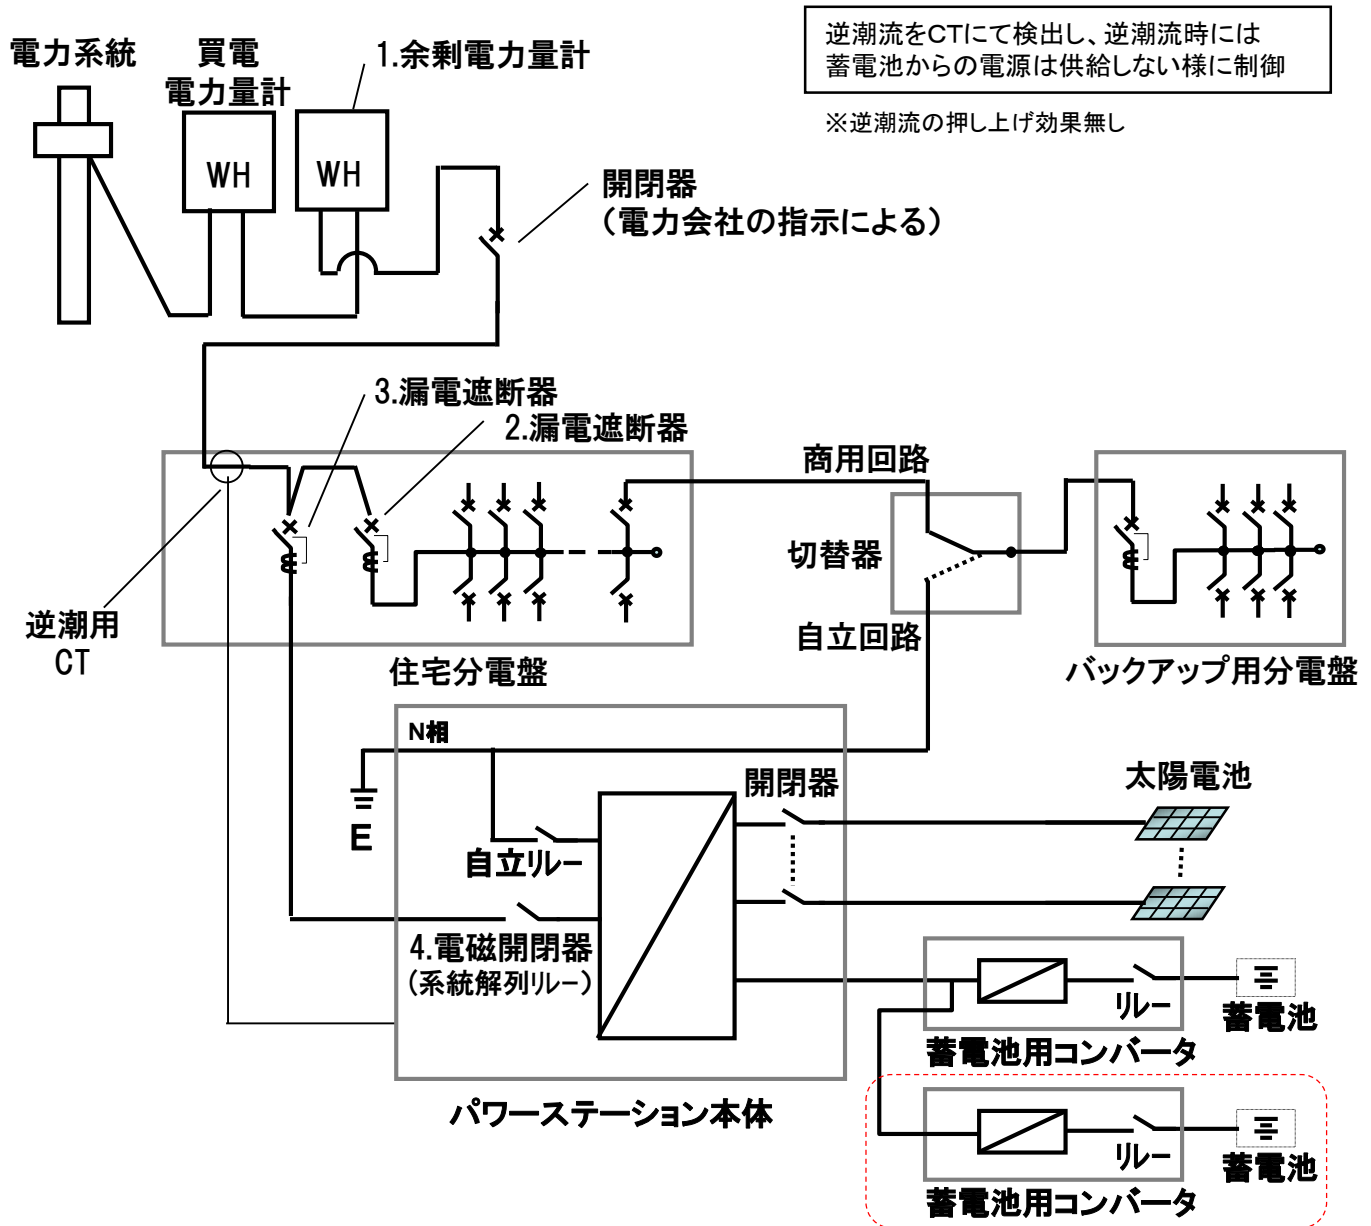 逆潮流をCTにて検出し、逆潮流時には
蓄電池からの電源は供給しない様に制御
※逆潮流の押し上げ効果無し
電力系統
買電
電力量計
1.余剰電力量計
WH
WH
開閉器
(電力会社の指示による)
3.漏電遮断器
2.漏電遮断器
商用回路
切替器
自立回路
逆潮用
CT
住宅分電盤
バックアップ用分電盤
N相
E
自立リレー
開閉器
太陽電池
4.電磁開閉器
(系統解列リレー)
リレー
蓄電池
蓄電池用コンバータ
パワーステーション本体
リレー
蓄電池
蓄電池用コンバータ